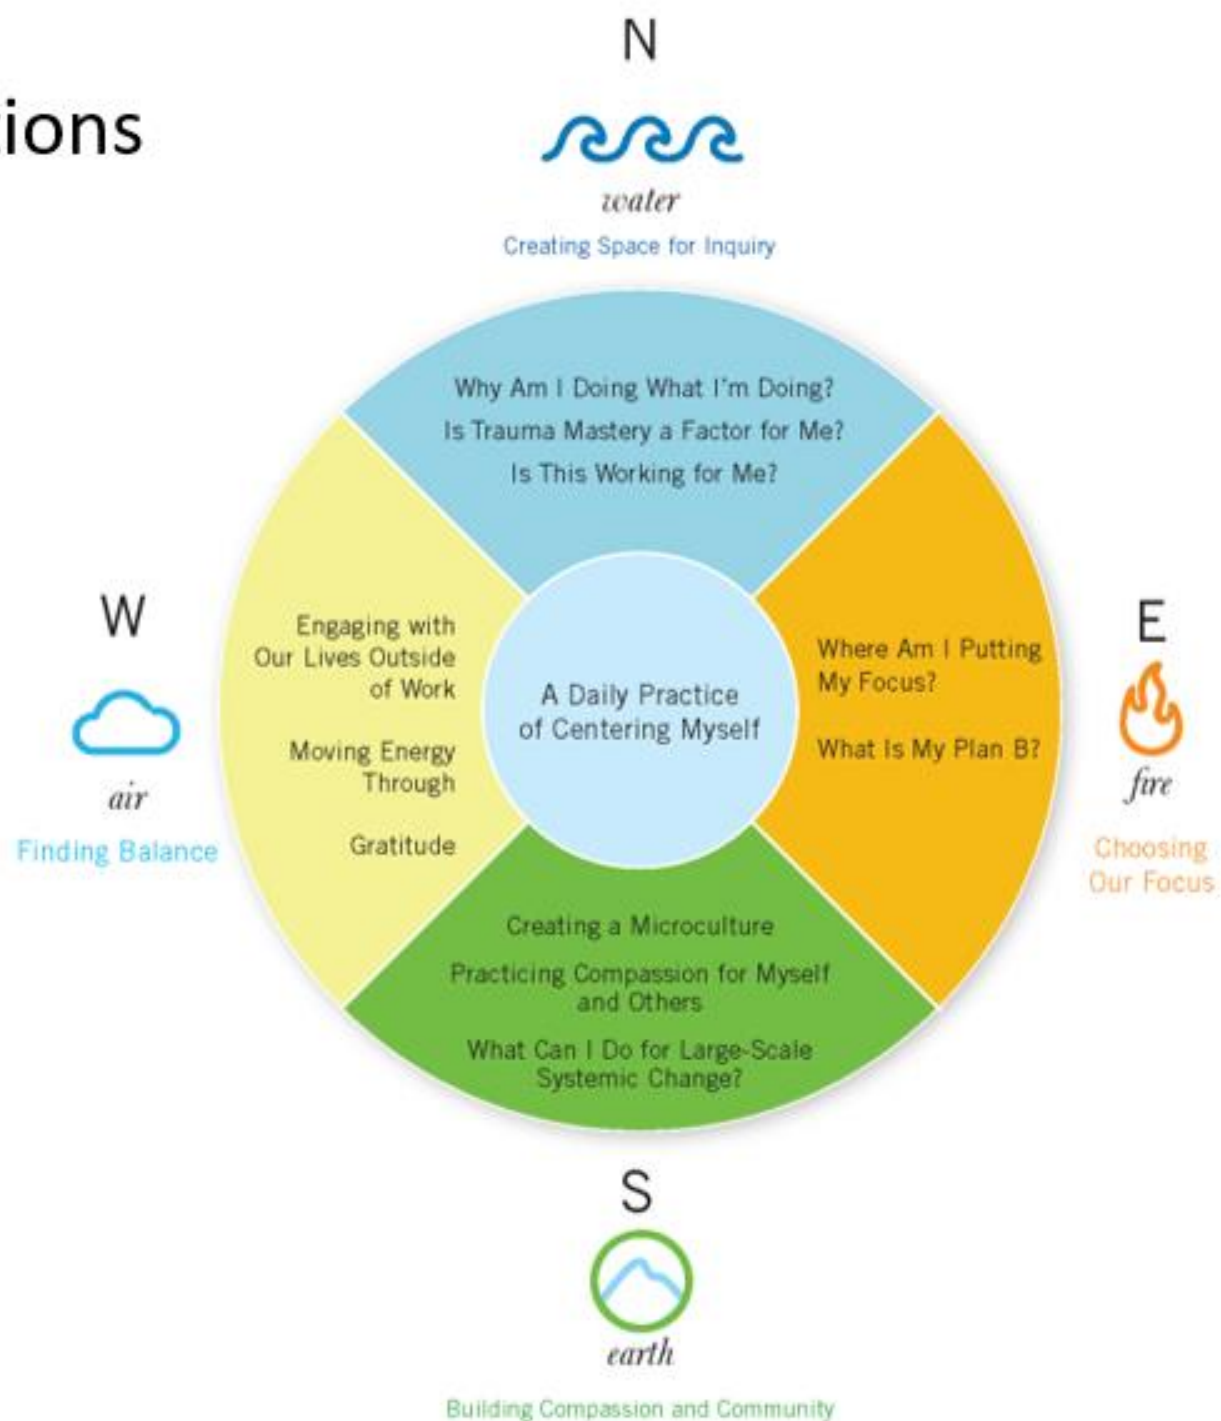 tions
N
water
Creating Space for Inquiry
Why Am I Doing What I'm Doing?
Is Trauma Mastery a Factor for Me?
Is This Working for Me?
W
air
Finding Balance
Engaging with
Our Lives Outside
of Work
Moving Energy
Through
Gratitude
A Daily Practice
of Centering Myself
Where Am I Putting
My Focus?
What Is My Plan B?
E
fire
Choosing
Our Focus
Creating a Microculture
Practicing Compassion for Myself
and Others
What Can I Do for Large-Scale
Systemic Change?
S
earth
Building Compassion and Community